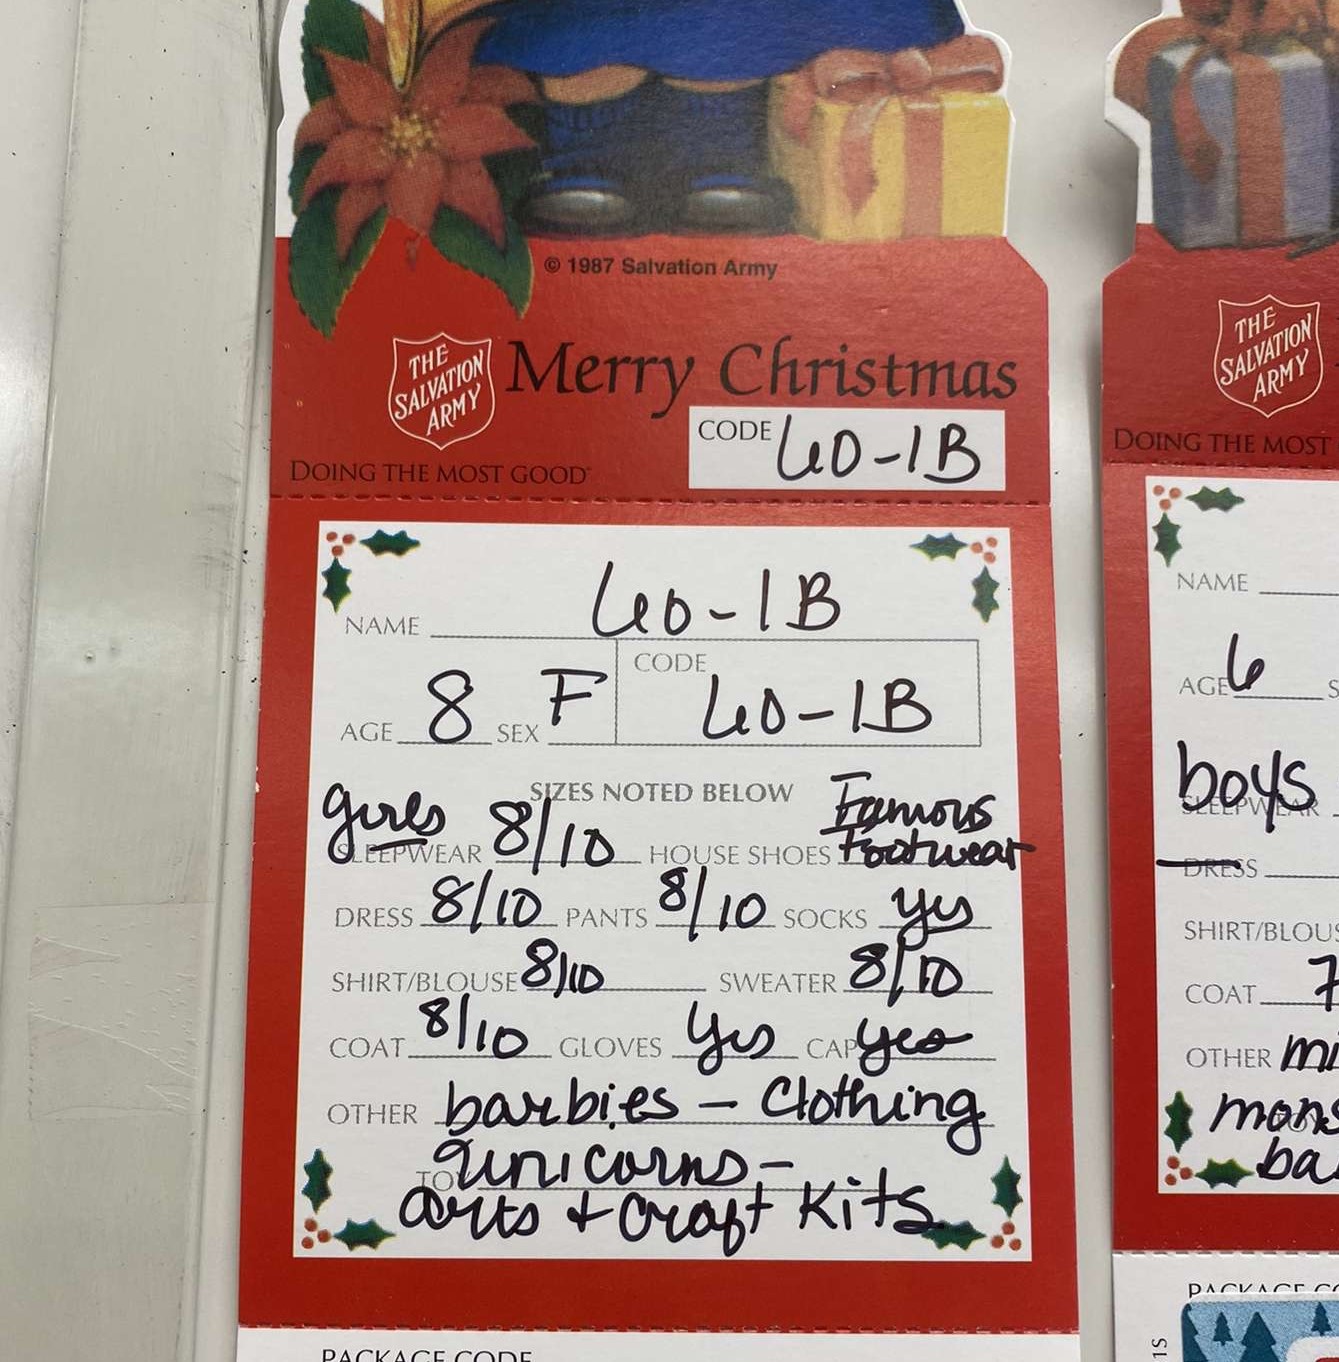 © 1987 Salvation Army
THE
SALVATION
ARMY
Merry Christmas
DOING THE MOST GOOD
CODE 60-1B
NAME 60-1B
AGE 8 SEX F CODE 60-1B
SIZES NOTED BELOW
girls
SLEEPWEAR 8/10 HOUSE SHOES Famous Footwear
DRESS 8/10 PANTS 8/10 SOCKS yes
SHIRT/BLOUSE 8/10 SWEATER 8/10
COAT 8/10 GLOVES yes CAP yes
OTHER barbies - Clothing
TO unicorns -
arts + craft kits
PACKAGE CODE
THE
SALVATION
ARMY
DOING THE MOST
NAME
AGE 6 S
boys
SLEEPWEAR
DRESS
SHIRT/BLOUS
COAT 7
OTHER
mons
ba
PACKAGE CO